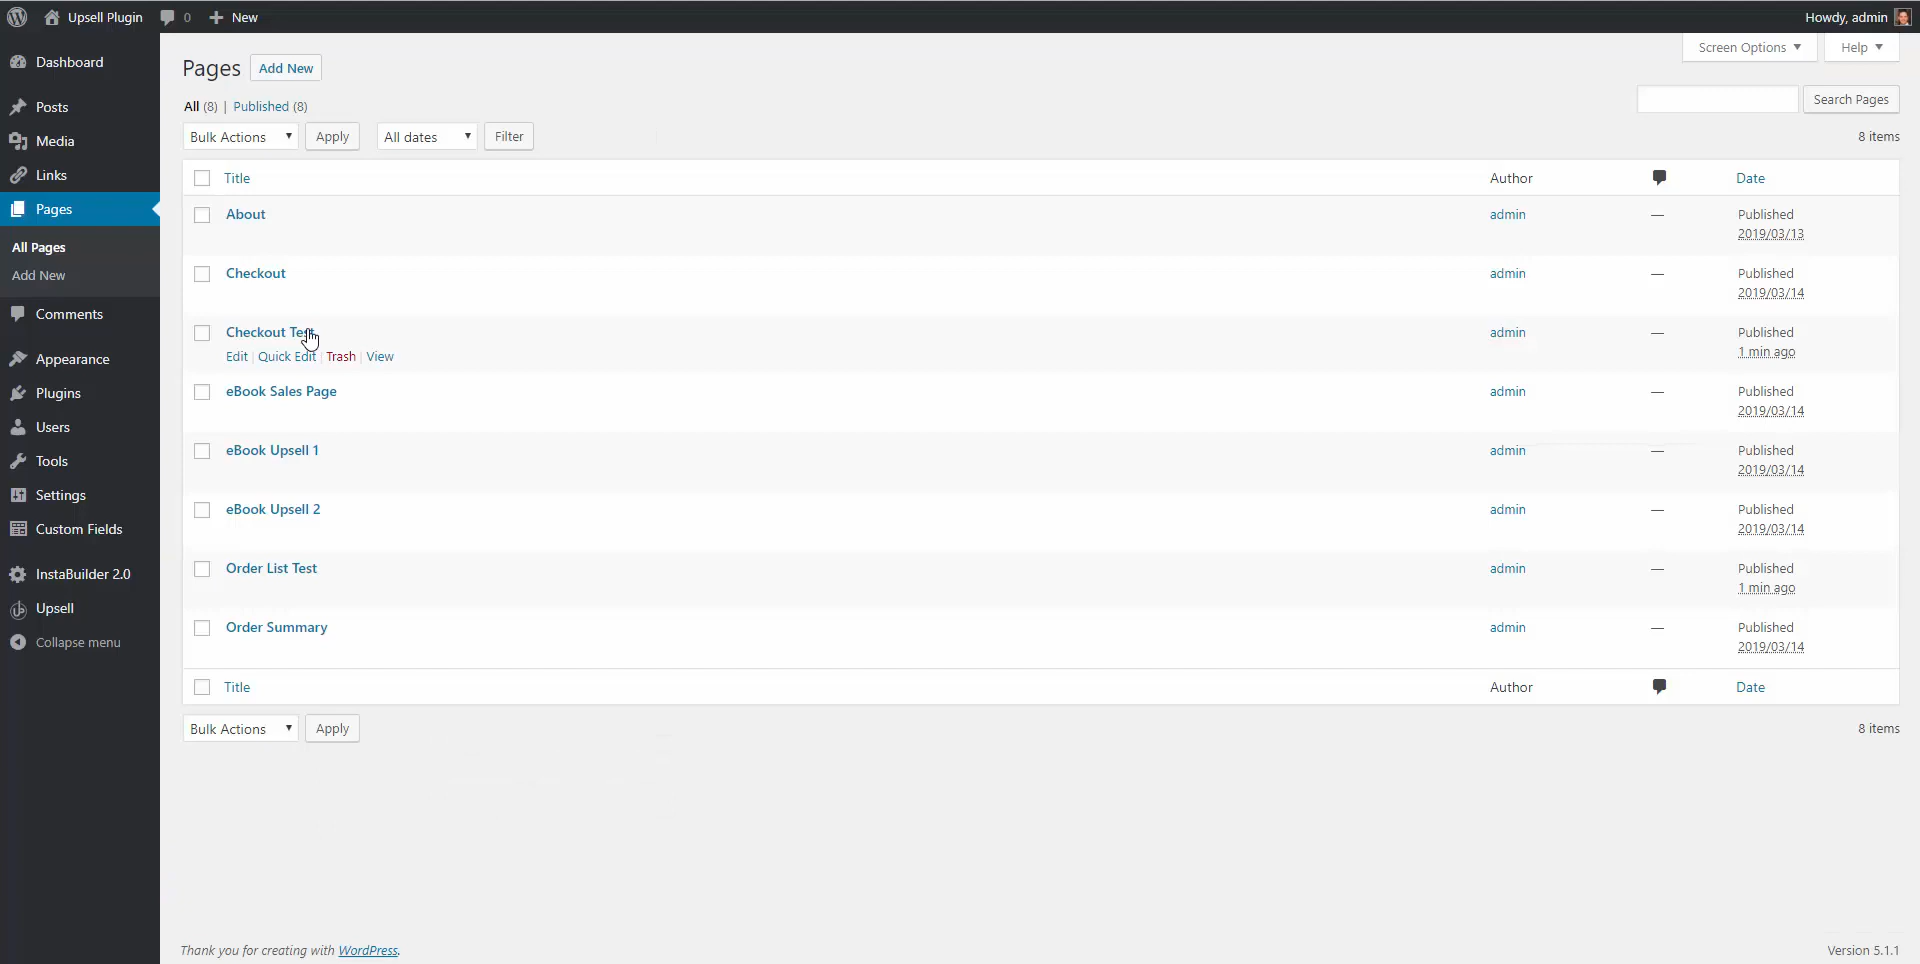 Upsell Plugin 0 New Howdy, admin
Dashboard
Posts
Media
Links
Pages
All Pages
Add New
Comments
Appearance
Plugins
Users
Tools
Settings
Custom Fields
InstaBuilder 2.0
Upsell
Collapse menu
Screen Options Help
Pages Add New
All (8) | Published (8)
Search Pages
Bulk Actions Apply All dates Filter 8 items
Title Author Date
About admin — Published
2019/03/13
Checkout admin — Published
2019/03/14
Checkout Test admin — Published
Edit | Quick Edit | Trash | View 1 min ago
eBook Sales Page admin — Published
2019/03/14
eBook Upsell 1 admin — Published
2019/03/14
eBook Upsell 2 admin — Published
2019/03/14
Order List Test admin — Published
1 min ago
Order Summary admin — Published
2019/03/14
Title Author Date
Bulk Actions Apply 8 items
Thank you for creating with WordPress. Version 5.1.1